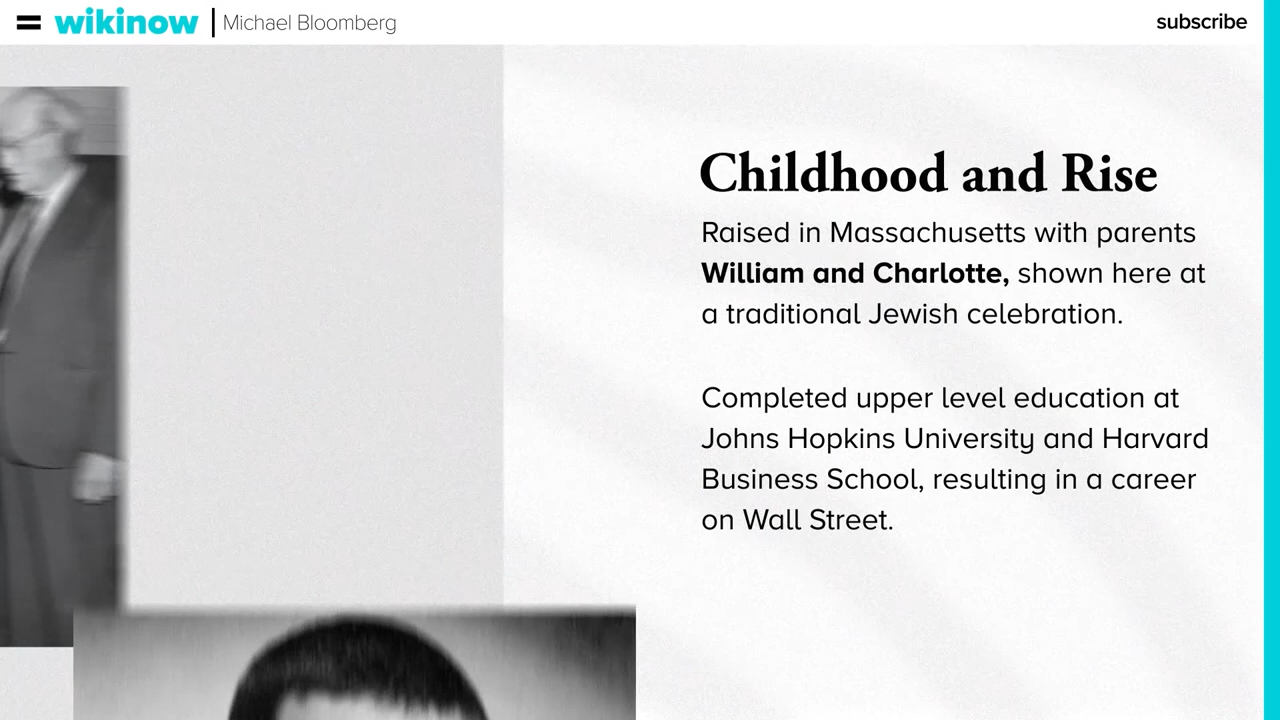 wikinow | Michael Bloomberg
subscribe
Childhood and Rise
Raised in Massachusetts with parents
William and Charlotte, shown here at
a traditional Jewish celebration.
Completed upper level education at
Johns Hopkins University and Harvard
Business School, resulting in a career
on Wall Street.